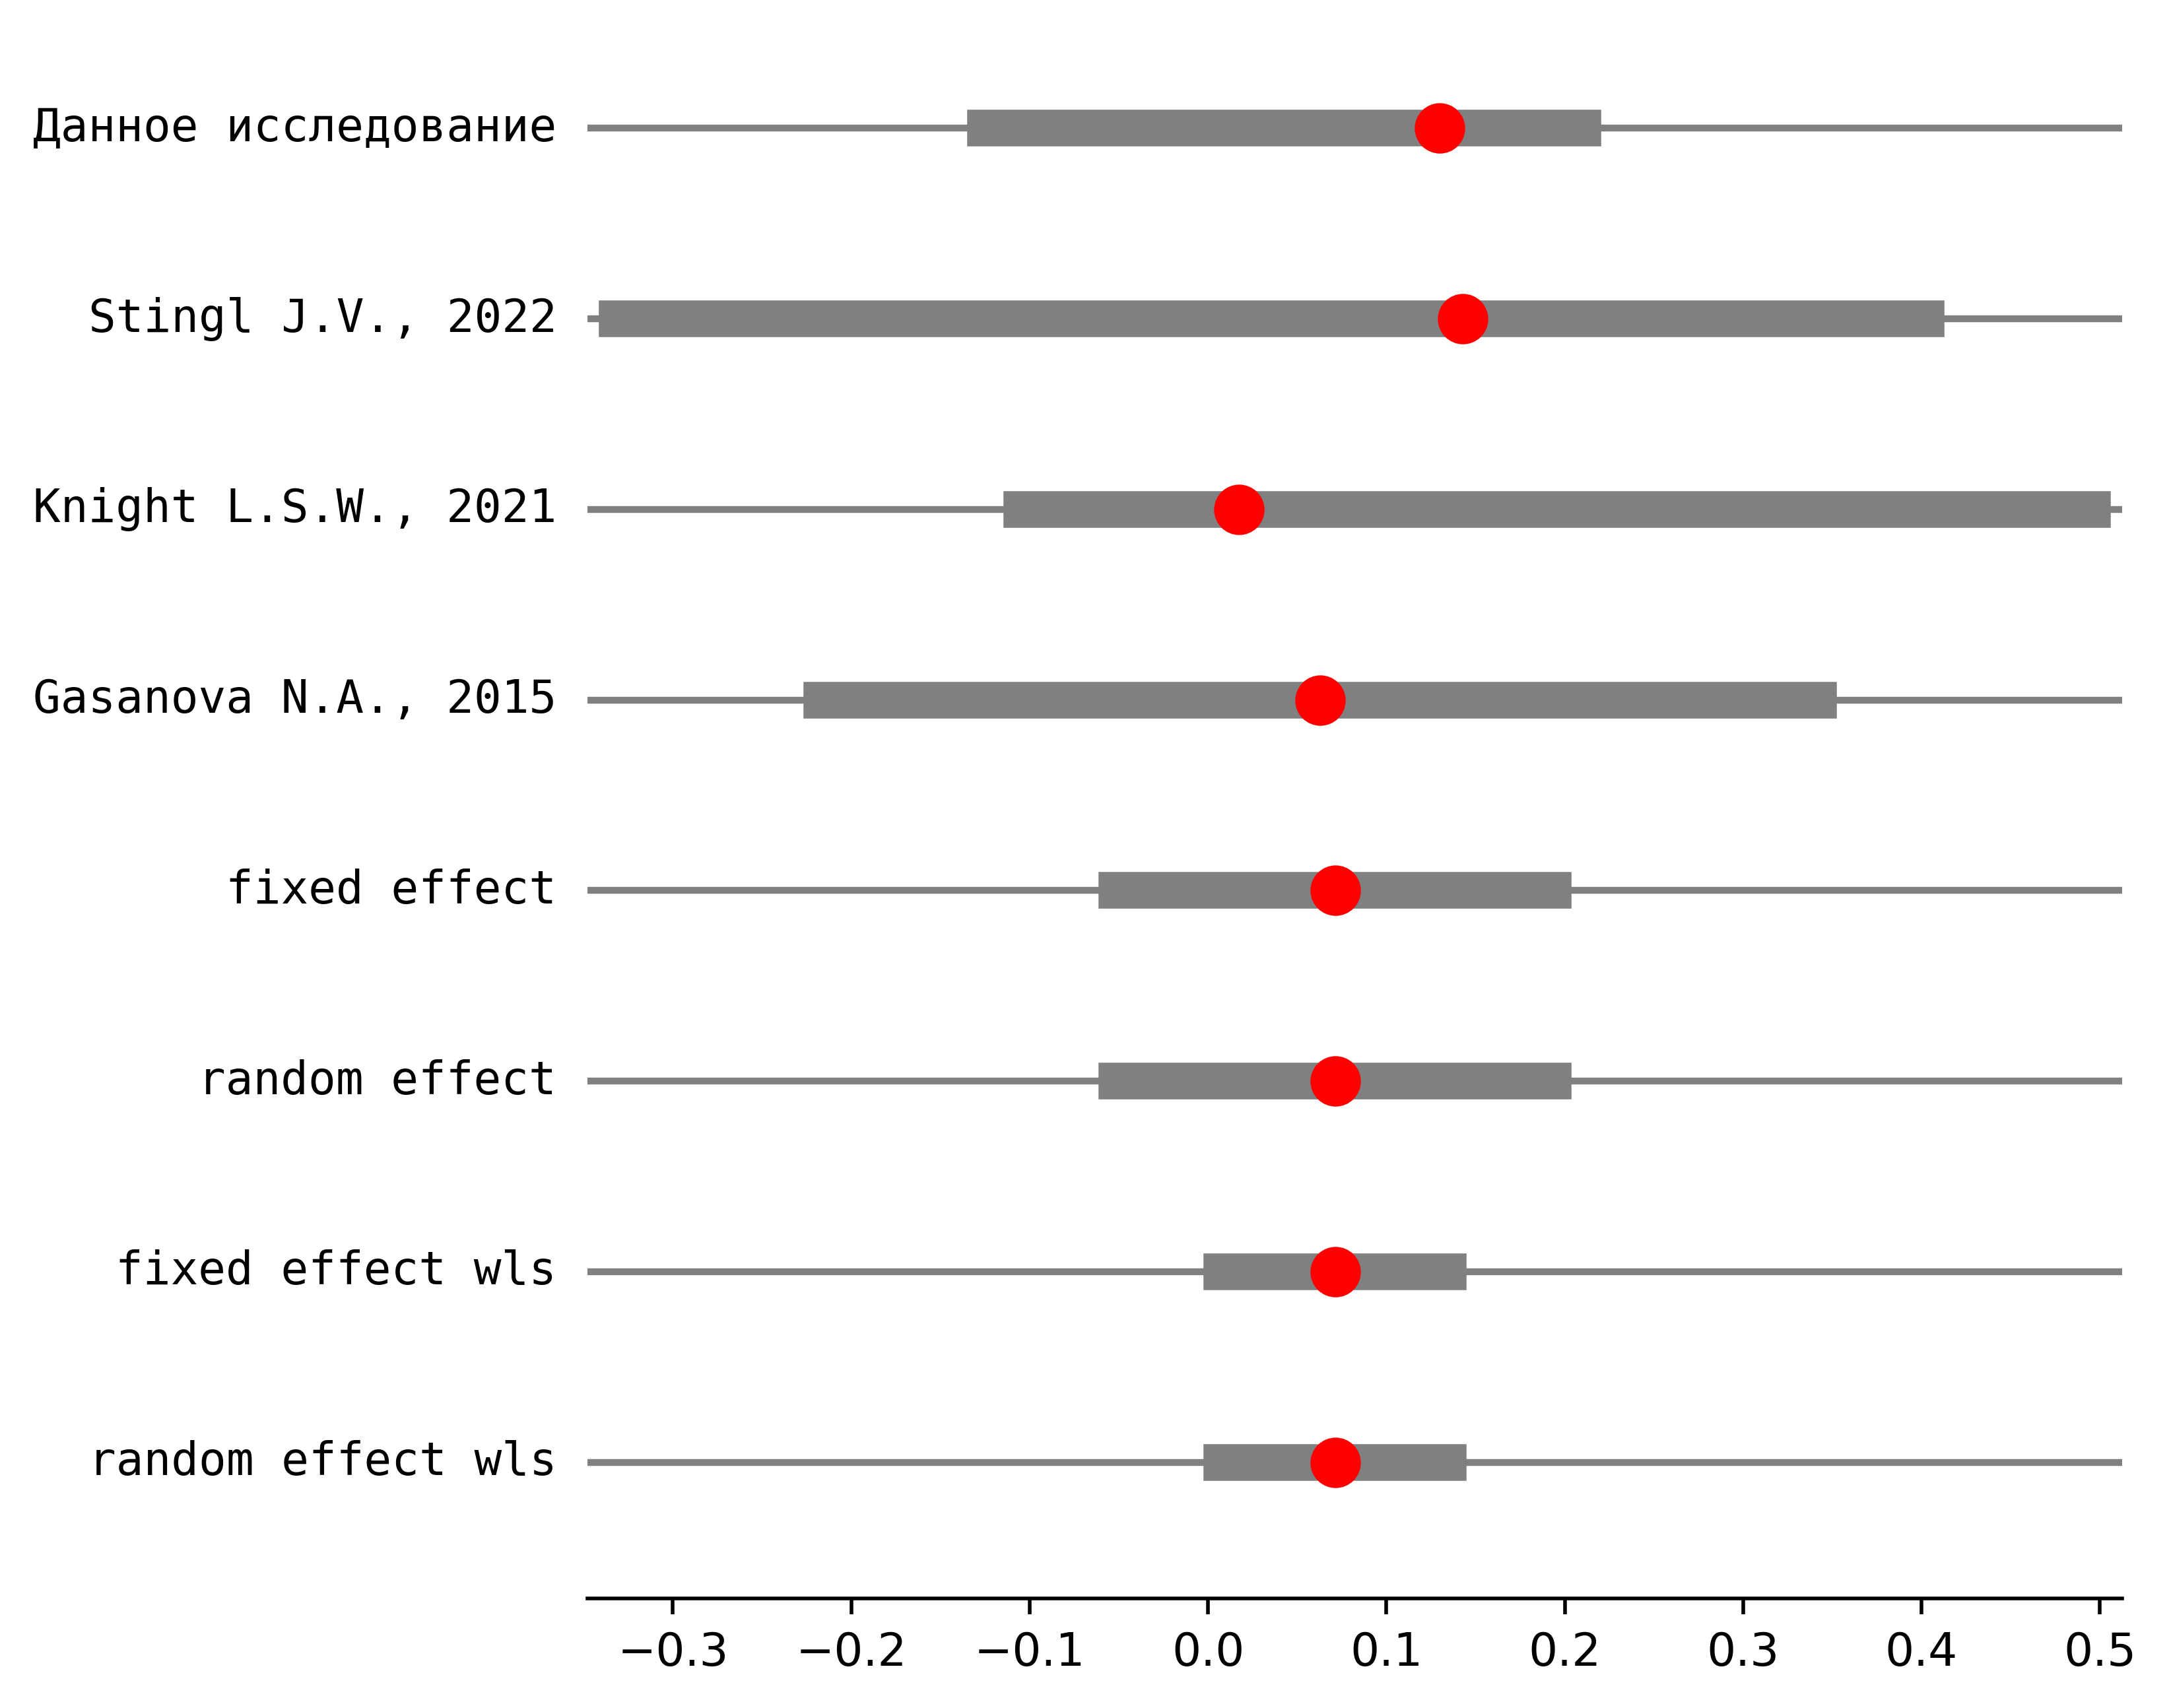 Данное исследование
Stingl J.V., 2022
Knight L.S.W., 2021
Gasanova N.A., 2015
fixed effect
random effect
fixed effect wls
random effect wls
−0.3 −0.2 −0.1 0.0 0.1 0.2 0.3 0.4 0.5